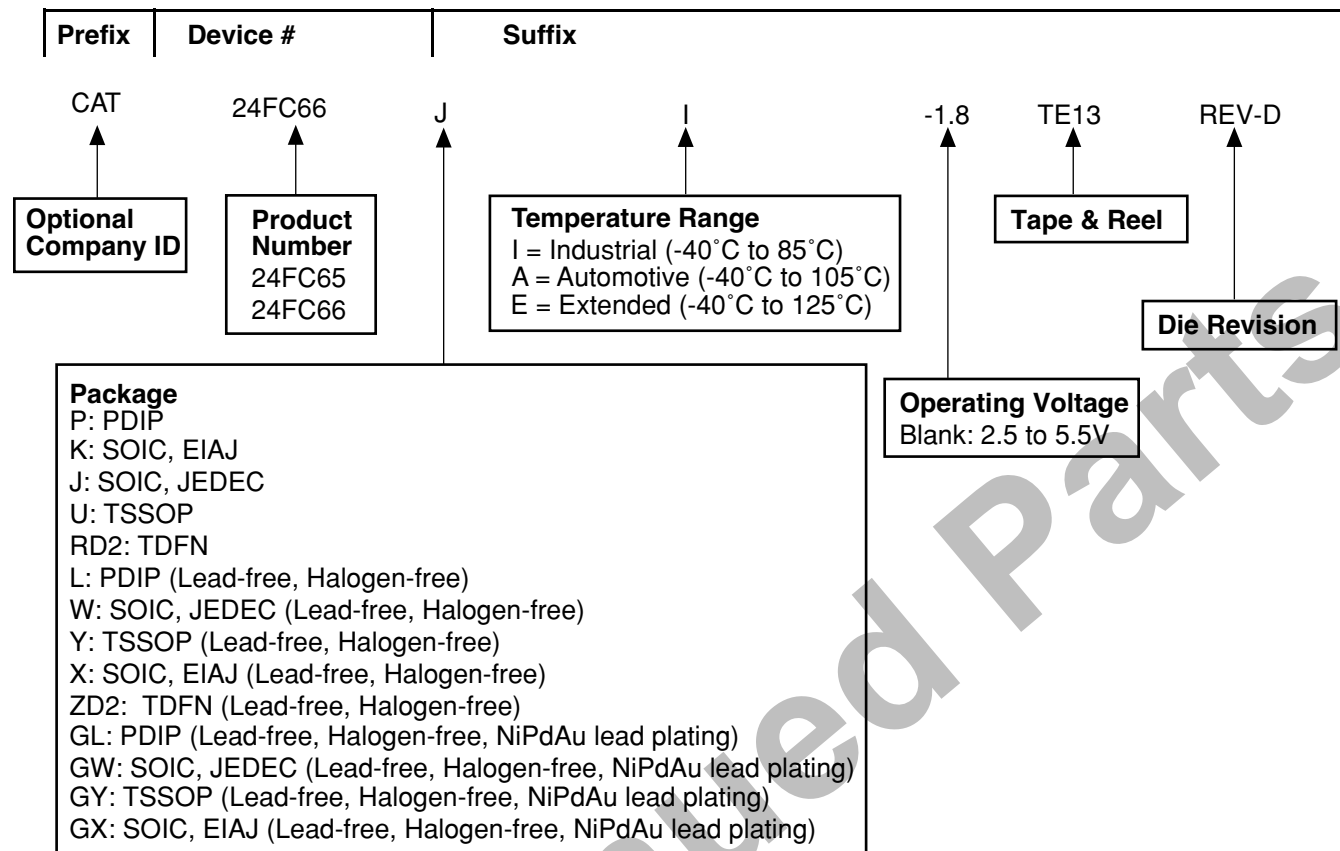 Prefix Device # Suffix
CAT 24FC66 J I -1.8 TE13 REV-D
Optional
Company ID
Product
Number
24FC65
24FC66
Temperature Range
I = Industrial (-40˚C to 85˚C)
A = Automotive (-40˚C to 105˚C)
E = Extended (-40˚C to 125˚C)
Tape & Reel
Die Revision
Package
P: PDIP
K: SOIC, EIAJ
J: SOIC, JEDEC
U: TSSOP
RD2: TDFN
L: PDIP (Lead-free, Halogen-free)
W: SOIC, JEDEC (Lead-free, Halogen-free)
Y: TSSOP (Lead-free, Halogen-free)
X: SOIC, EIAJ (Lead-free, Halogen-free)
ZD2: TDFN (Lead-free, Halogen-free)
GL: PDIP (Lead-free, Halogen-free, NiPdAu lead plating)
GW: SOIC, JEDEC (Lead-free, Halogen-free, NiPdAu lead plating)
GY: TSSOP (Lead-free, Halogen-free, NiPdAu lead plating)
GX: SOIC, EIAJ (Lead-free, Halogen-free, NiPdAu lead plating)
Operating Voltage
Blank: 2.5 to 5.5V
ued Parts